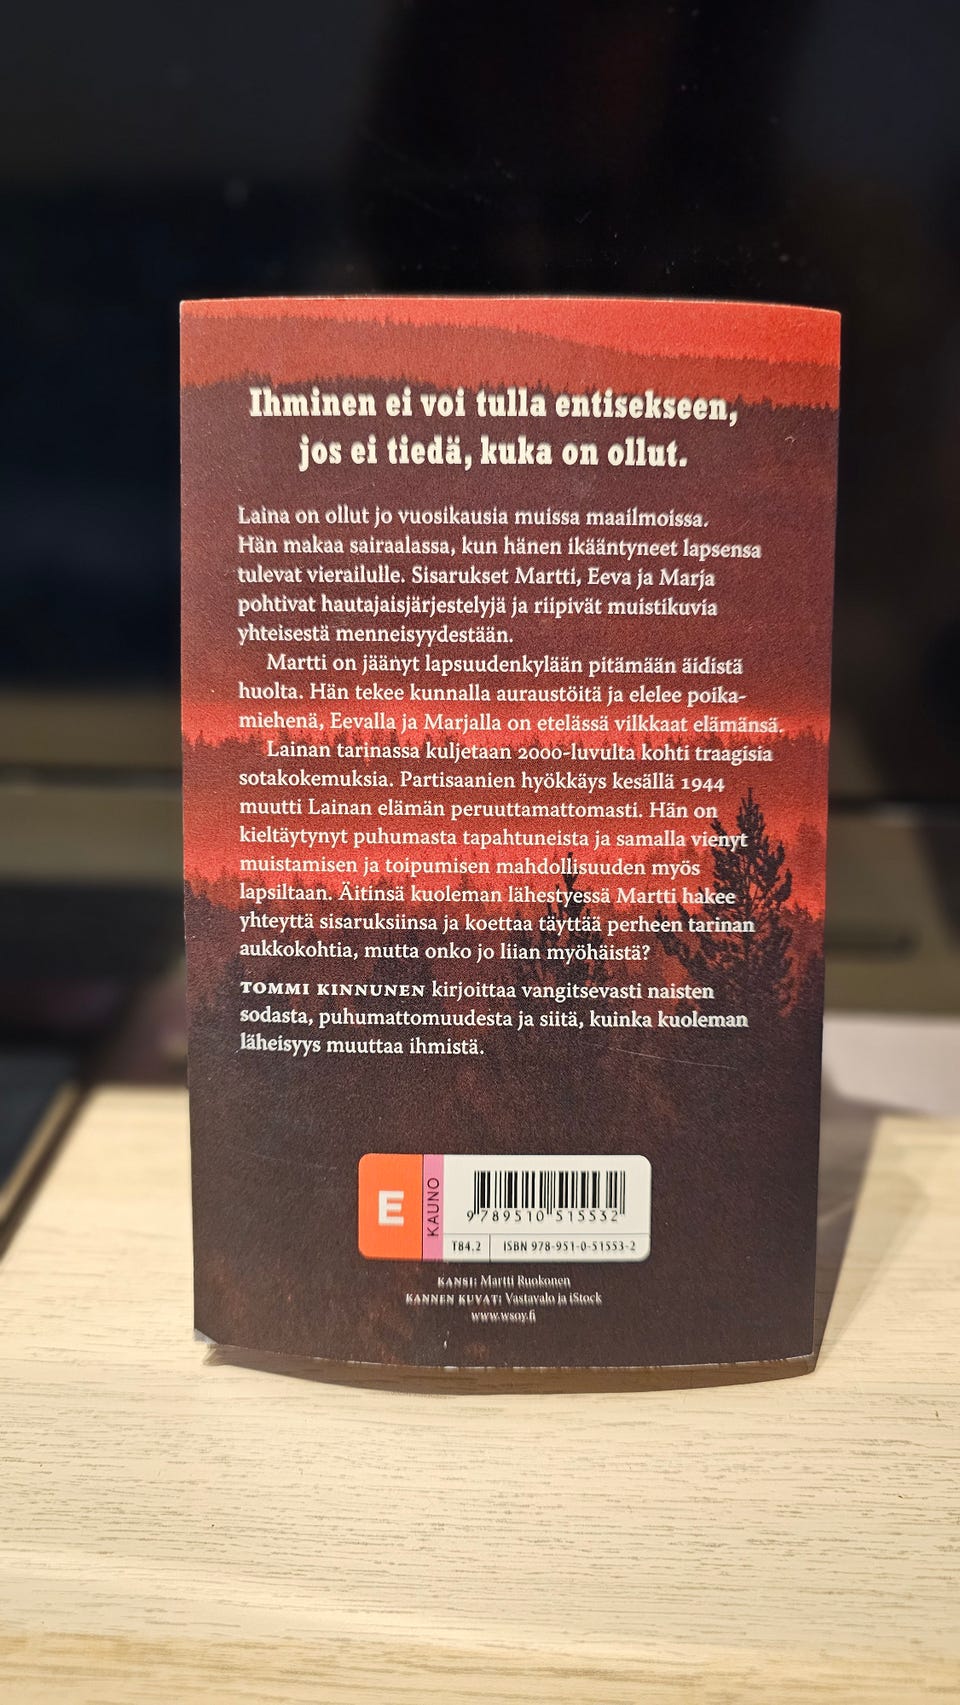 Ihminen ei voi tulla entisekseen,
jos ei tiedä, kuka on ollut.
Laina on ollut jo vuosikausia muissa maailmoissa.
Hän makaa sairaalassa, kun hänen ikääntyneet lapsensa
tulevat vierailulle. Sisarukset Martti, Eeva ja Marja
pohtivat hautajaisjärjestelyjä ja riipivät muistikuvia
yhteisestä menneisyydestään.
Martti on jäänyt lapsuudenkylään pitämään äidistä
huolta. Hän tekee kunnalla auraustöitä ja elelee poika-
miehenä, Eevalla ja Marjalla on etelässä vilkkaat elämänsä.
Lainan tarinassa kuljetaan 2000-luvulta kohti traagisia
sotakokemuksia. Partisaanien hyökkäys kesällä 1944
muutti Lainan elämän peruuttamattomasti. Hän on
kieltäytynyt puhumasta tapahtuneista ja samalla vienyt
muistamisen ja toipumisen mahdollisuuden myös
lapsiltaan. Äitinsä kuoleman lähestyessä Martti hakee
yhteyttä sisaruksiinsa ja koettaa täyttää perheen tarinan
aukkokohtia, mutta onko jo liian myöhäistä?
TOMMI KINNUNEN kirjoittaa vangitsevasti naisten
sodasta, puhumattomuudesta ja siitä, kuinka kuoleman
läheisyys muuttaa ihmistä.
E
KAUNO
9 789510 515532
T84.2 ISBN 978-951-0-51553-2
KANSI: Martti Ruokonen
KANNEN KUVAT: Vastavalo ja iStock
www.wsoy.fi